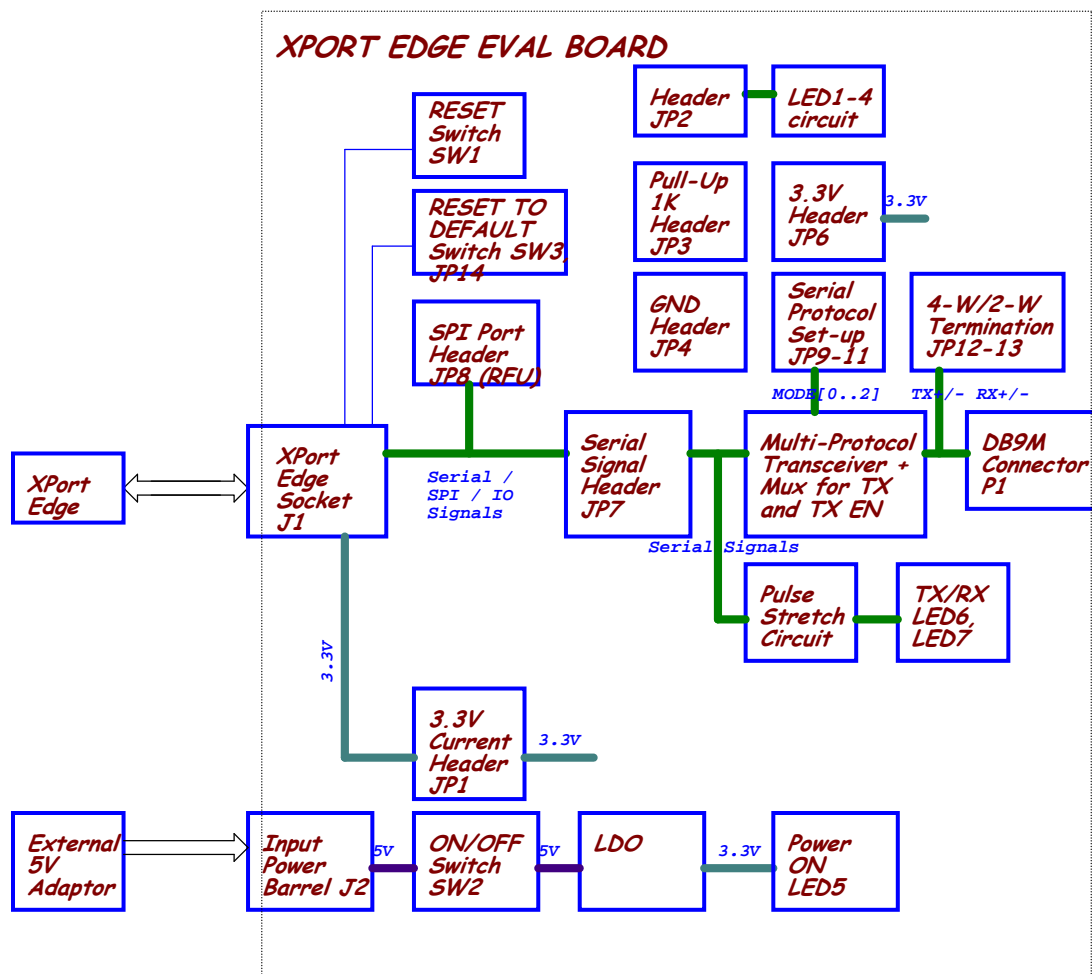 XPORT EDGE EVAL BOARD
RESET
Switch
SW1
Header
JP2
LED1-4
circuit
RESET TO
DEFAULT
Switch SW3,
JP14
Pull-Up
1K
Header
JP3
3.3V
Header
JP6
3.3V
SPI Port
Header
JP8 (RFU)
GND
Header
JP4
Serial
Protocol
Set-up
JP9-11
4-W/2-W
Termination
JP12-13
MODE[0..2]
TX+/- RX+/-
XPort
Edge
XPort
Edge
Socket
J1
Serial /
SPI / IO
Signals
Serial
Signal
Header
JP7
Multi-Protocol
Transceiver +
Mux for TX
and TX EN
DB9M
Connector
P1
Serial Signals
Pulse
Stretch
Circuit
TX/RX
LED6,
LED7
3.3V
3.3V
Current
Header
JP1
3.3V
External
5V
Adaptor
Input
Power
Barrel J2
5V
ON/OFF
Switch
SW2
5V
LDO
3.3V
Power
ON
LED5